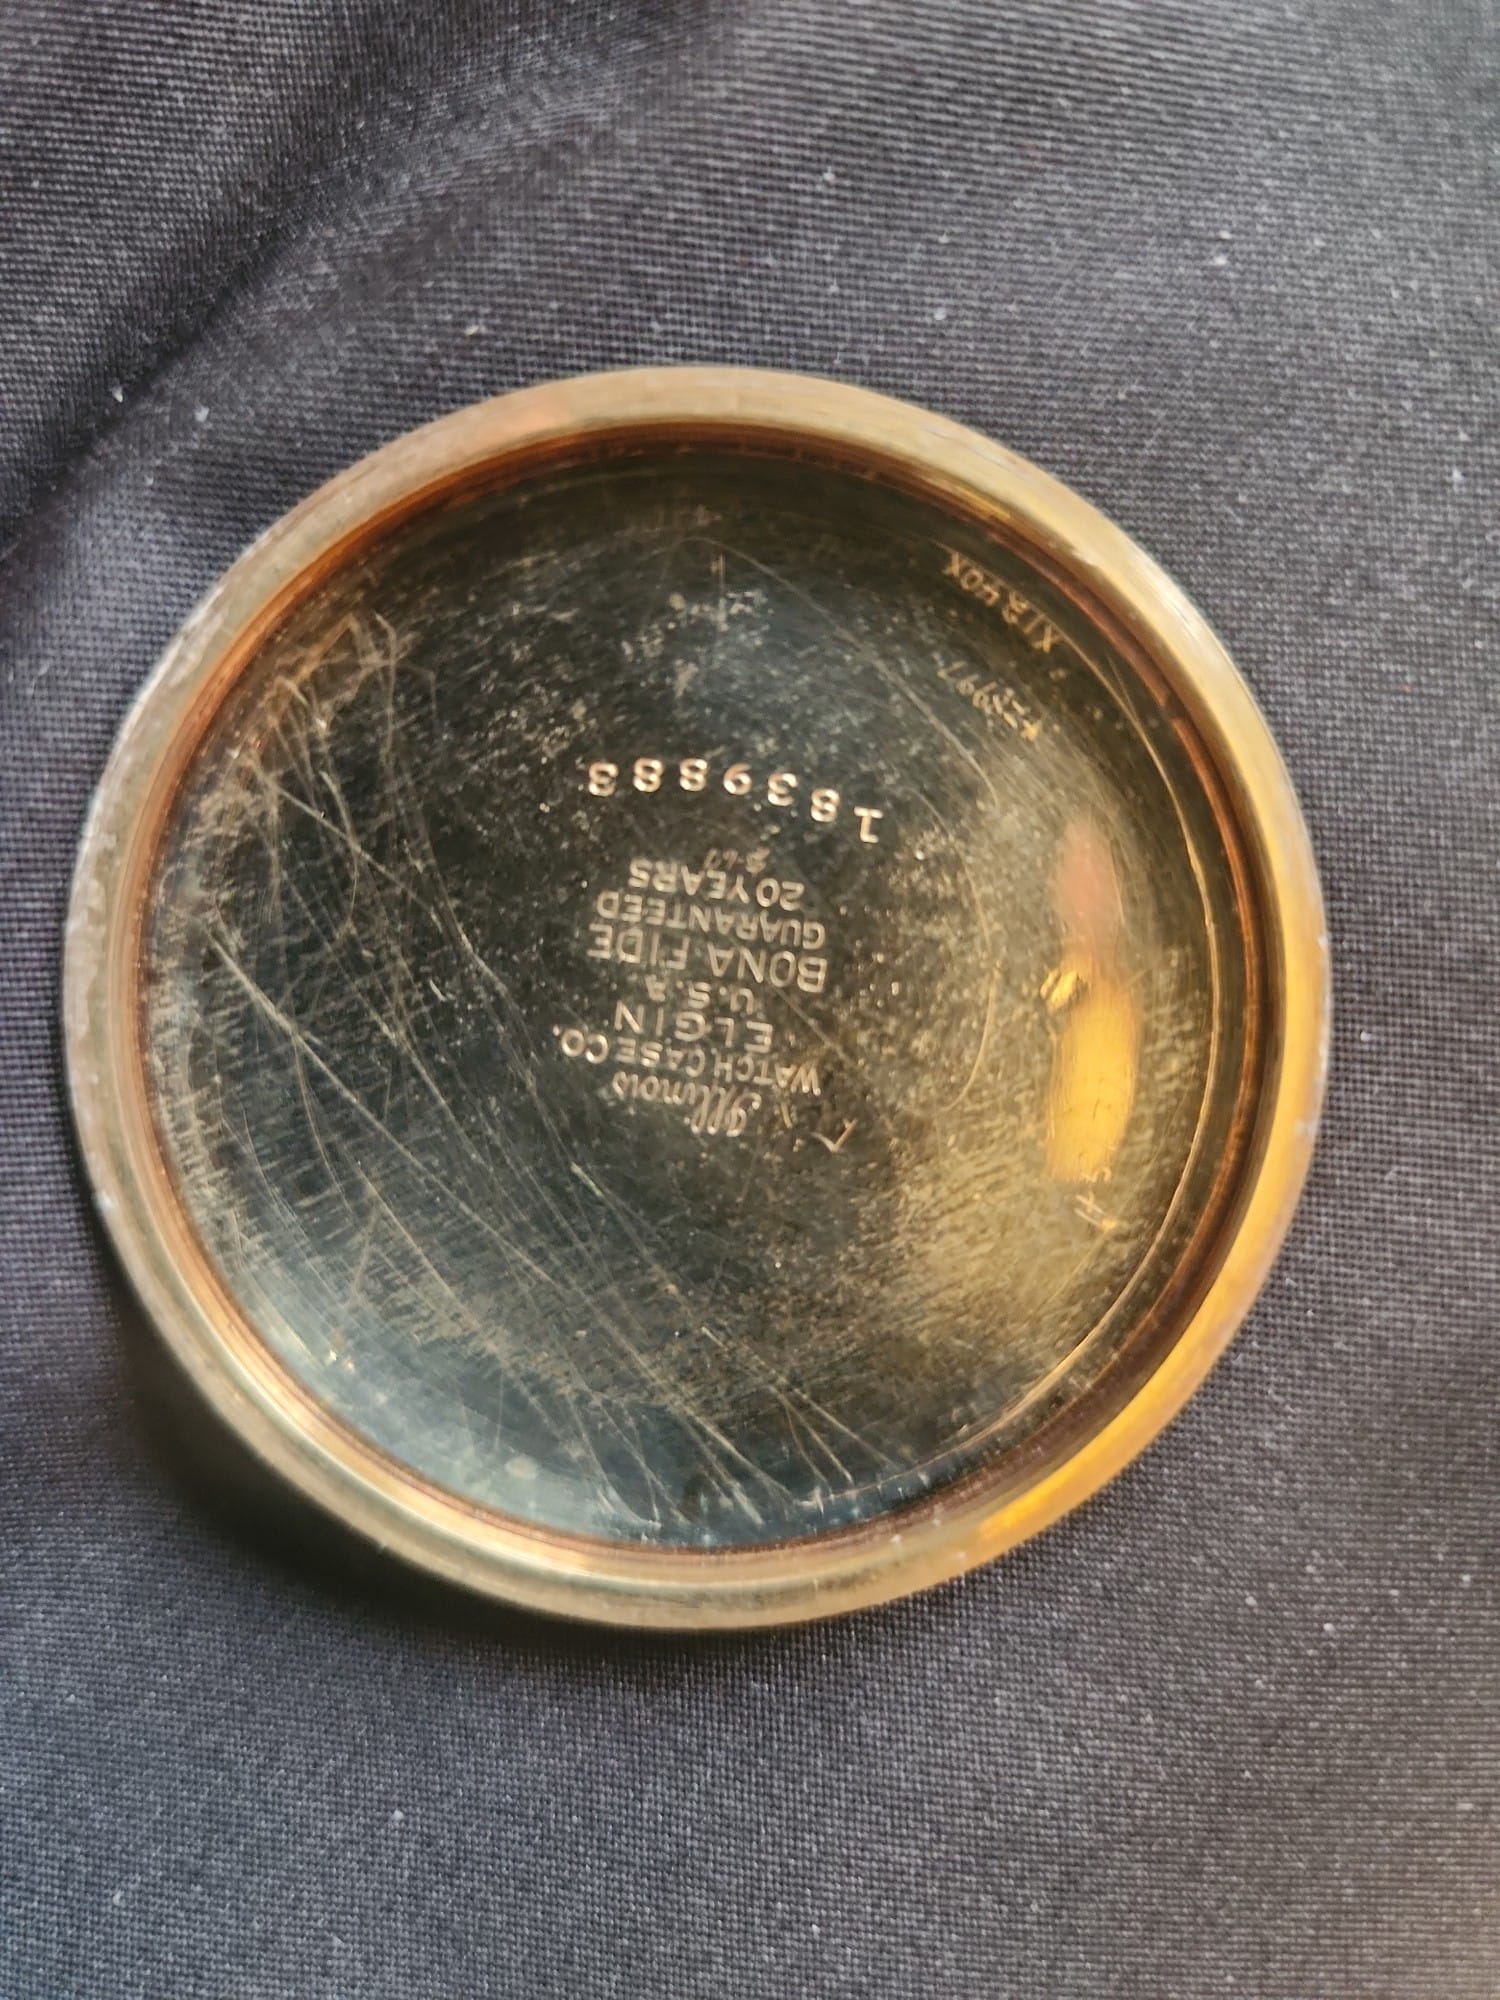 Illinois
WATCH CASE CO.
ELGIN
U.S.A.
BONA FIDE
GUARANTEED
20 YEARS
1839883